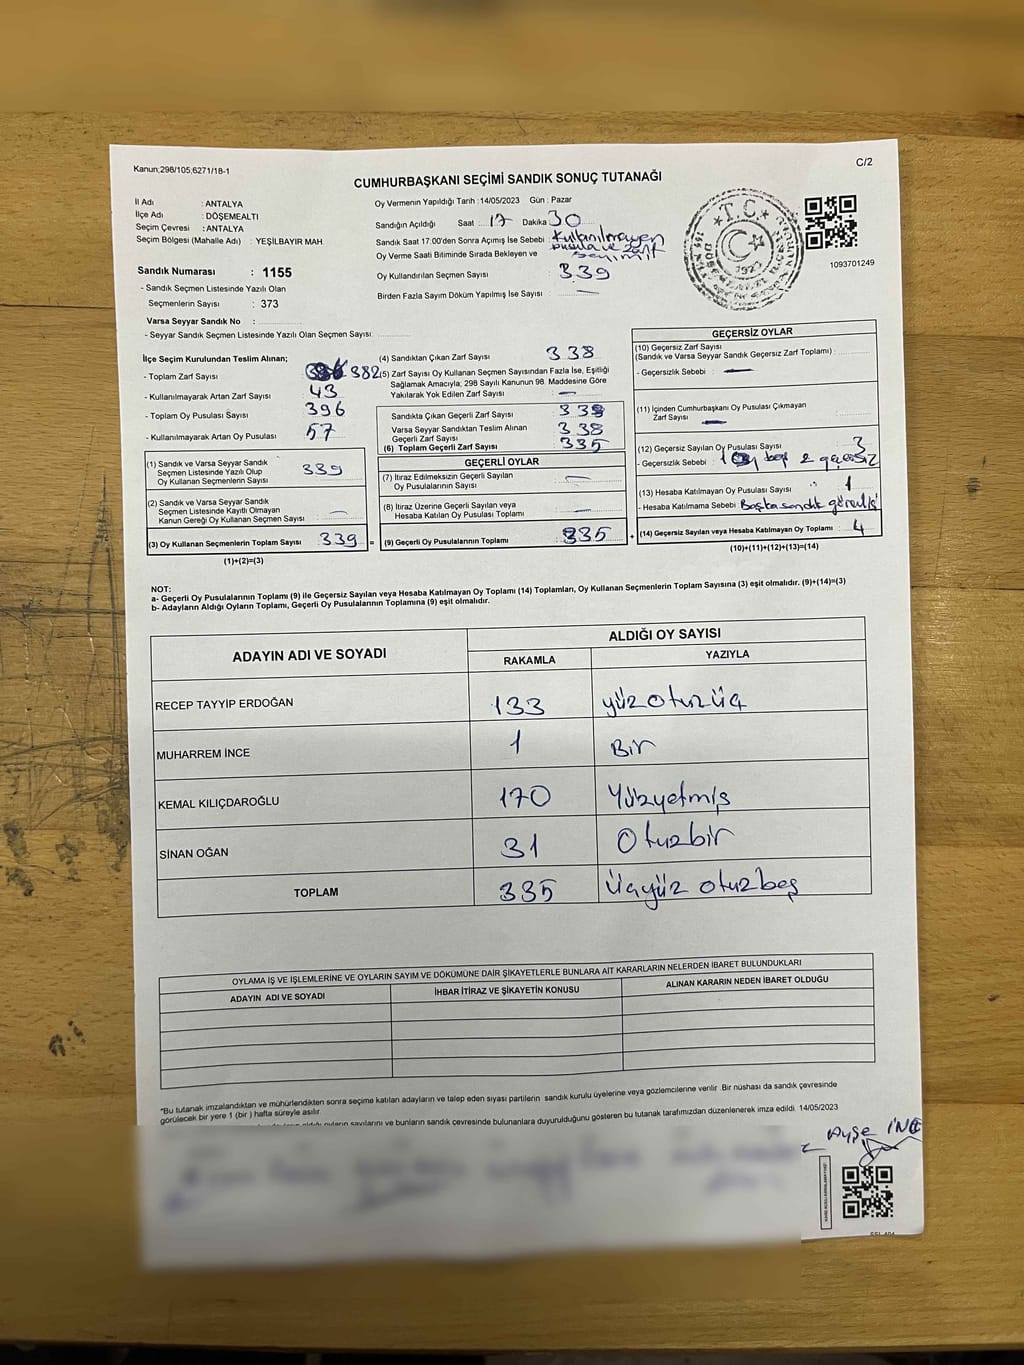 Kanun;298/105;6271/1B-1
C/2
CUMHURBAŞKANI SEÇİMİ SANDIK SONUÇ TUTANAĞI
İl Adı : ANTALYA
İlçe Adı : DÖŞEMEALTI
Seçim Çevresi : ANTALYA
Seçim Bölgesi (Mahalle Adı) : YEŞİLBAYIR MAH.
Sandık Numarası : 1155
- Sandık Seçmen Listesinde Yazılı Olan
Seçmenlerin Sayısı : 373
Varsa Seyyar Sandık No :
- Seyyar Sandık Seçmen Listesinde Yazılı Olan Seçmen Sayısı:
Oy Vermenin Yapıldığı Tarih :14/05/2023 Gün : Pazar
Sandığın Açıldığı Saat : 17 Dakika 30
Sandık Saat 17:00'den Sonra Açılmış İse Sebebi : Kullanılmayan
pusula ve zarf
Oy Verme Saati Bitiminde Sırada Bekleyen ve
sayımı
Oy Kullandırılan Seçmen Sayısı : 339
Birden Fazla Sayım Döküm Yapılmış İse Sayısı : —
T.C.
1923
1093701249
İlçe Seçim Kurulundan Teslim Alınan;
- Toplam Zarf Sayısı : 382
- Kullanılmayarak Artan Zarf Sayısı : 43
- Toplam Oy Pusulası Sayısı : 396
- Kullanılmayarak Artan Oy Pusulası : 57
(1) Sandık ve Varsa Seyyar Sandık
Seçmen Listesinde Yazılı Olup
Oy Kullanan Seçmenlerin Sayısı : 339
(2) Sandık ve Varsa Seyyar Sandık
Seçmen Listesinde Kayıtlı Olmayan
Kanun Gereği Oy Kullanan Seçmen Sayısı : —
(3) Oy Kullanan Seçmenlerin Toplam Sayısı : 339 =
(1)+(2)=(3)
(4) Sandıktan Çıkan Zarf Sayısı : 338
(5) Zarf Sayısı Oy Kullanan Seçmen Sayısından Fazla İse, Eşitliği
Sağlamak Amacıyla; 298 Sayılı Kanunun 98. Maddesine Göre
Yakılarak Yok Edilen Zarf Sayısı : —
Sandıkta Çıkan Geçerli Zarf Sayısı : 338
Varsa Seyyar Sandıktan Teslim Alınan
Geçerli Zarf Sayısı : 338
(6) Toplam Geçerli Zarf Sayısı : 335
GEÇERLİ OYLAR
(7) İtiraz Edilmeksizin Geçerli Sayılan
Oy Pusulalarının Sayısı : —
(8) İtiraz Üzerine Geçerli Sayılan veya
Hesaba Katılan Oy Pusulası Toplamı : —
(9) Geçerli Oy Pusulalarının Toplamı : 335 +
GEÇERSİZ OYLAR
(10) Geçersiz Zarf Sayısı
(Sandık ve Varsa Seyyar Sandık Geçersiz Zarf Toplamı) :
- Geçersizlik Sebebi : —
(11) İçinden Cumhurbaşkanı Oy Pusulası Çıkmayan
Zarf Sayısı : —
(12) Geçersiz Sayılan Oy Pusulası Sayısı : 3
- Geçersizlik Sebebi : 1 boş 2 geçersiz
(13) Hesaba Katılmayan Oy Pusulası Sayısı : 1
- Hesaba Katılmama Sebebi : Başka sandık görevlisi
(14) Geçersiz Sayılan veya Hesaba Katılmayan Oy Toplamı : 4
(10)+(11)+(12)+(13)=(14)
NOT:
a- Geçerli Oy Pusulalarının Toplamı (9) ile Geçersiz Sayılan veya Hesaba Katılmayan Oy Toplamı (14) Toplamları, Oy Kullanan Seçmenlerin Toplam Sayısına (3) eşit olmalıdır. (9)+(14)=(3)
b- Adayların Aldığı Oyların Toplamı, Geçerli Oy Pusulalarının Toplamına (9) eşit olmalıdır.
ADAYIN ADI VE SOYADI
ALDIĞI OY SAYISI
RAKAMLA YAZIYLA
RECEP TAYYİP ERDOĞAN 133 yüzotuzüç
MUHARREM İNCE 1 Bir
KEMAL KILIÇDAROĞLU 170 Yüzyetmiş
SİNAN OĞAN 31 Otuzbir
TOPLAM 335 Üçyüz otuzbeş
OYLAMA İŞ VE İŞLEMLERİNE VE OYLARIN SAYIM VE DÖKÜMÜNE DAİR ŞİKAYETLERLE BUNLARA AİT KARARLARIN NELERDEN İBARET BULUNDUKLARI
ADAYIN ADI VE SOYADI İHBAR İTİRAZ VE ŞİKAYETİN KONUSU ALINAN KARARIN NEDEN İBARET OLDUĞU
*Bu tutanak imzalandıktan ve mühürlendikten sonra seçime katılan adayların ve talep eden siyasi partilerin sandık kurulu üyelerine veya gözlemcilerine verilir. Bir nüshası da sandık çevresinde
görülecek bir yere 1 (bir) hafta süreyle asılır.
oyların sayılarını ve bunların sandık çevresinde bulunanlara duyurulduğunu gösteren bu tutanak tarafımızdan düzenlenerek imza edildi. 14/05/2023
Ayşe İNCE